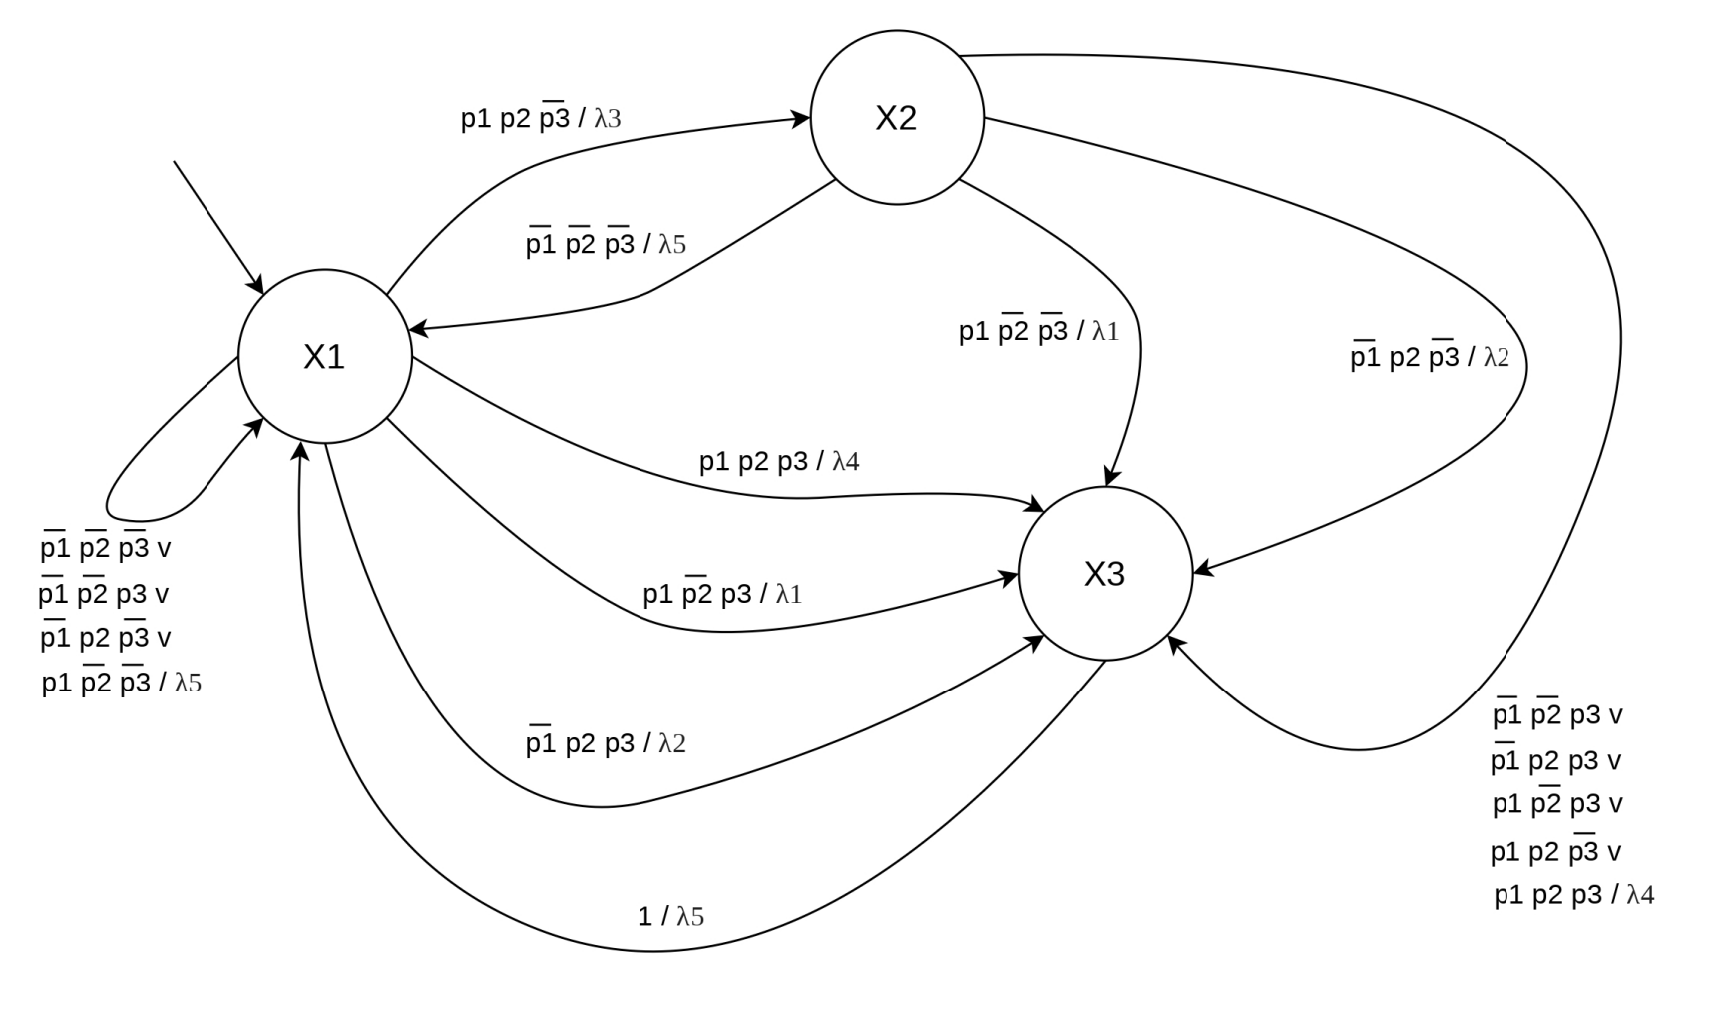 X2
p1 p2 p̅3̅ / λ3
p̅1̅ p̅2̅ p̅3̅ / λ5
p1 p̅2̅ p̅3̅ / λ1
X1
p̅1̅ p2 p̅3̅ / λ2
p1 p2 p3 / λ4
p̅1̅ p̅2̅ p̅3̅ v
p̅1̅ p̅2̅ p3 v
p̅1̅ p2 p̅3̅ v
p1 p̅2̅ p̅3̅ / λ5
X3
p1 p̅2̅ p3 / λ1
p̅1̅ p2 p3 / λ2
p̅1̅ p̅2̅ p3 v
p̅1̅ p2 p3 v
p1 p̅2̅ p3 v
p1 p2 p̅3̅ v
p1 p2 p3 / λ4
1 / λ5